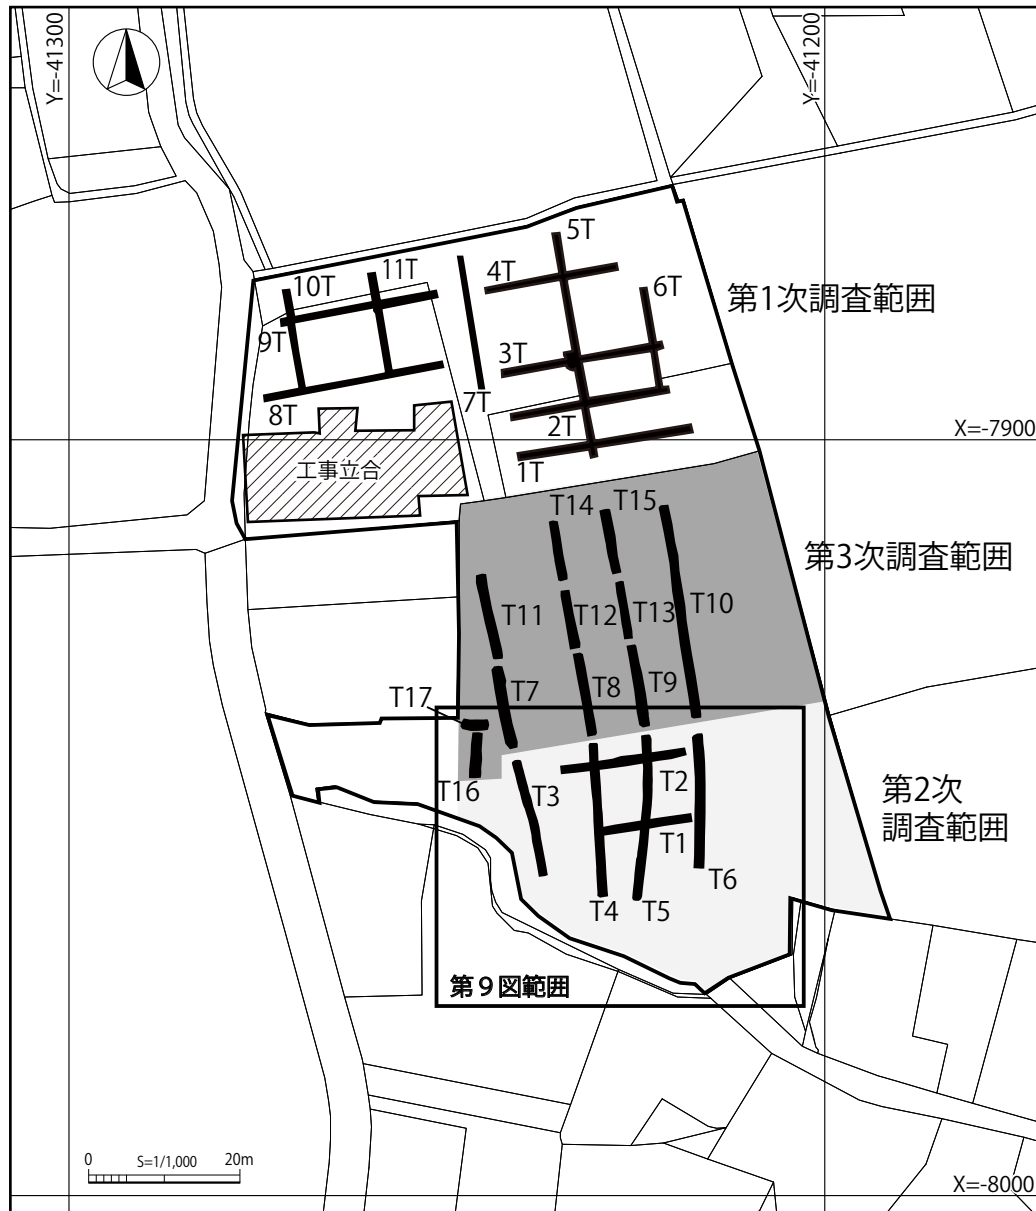 Y=-41300
Y=-41200
5T
11T
4T
10T
6T
第1次調査範囲
9T
3T
7T
8T
2T
X=-7900
1T
工事立合
T14
T15
第3次調査範囲
T11
T12
T13
T10
T17
T7
T8
T9
T16
T3
T2
第2次
調査範囲
T1
T6
T4
T5
第9図範囲
0
S=1/1,000
20m
X=-8000